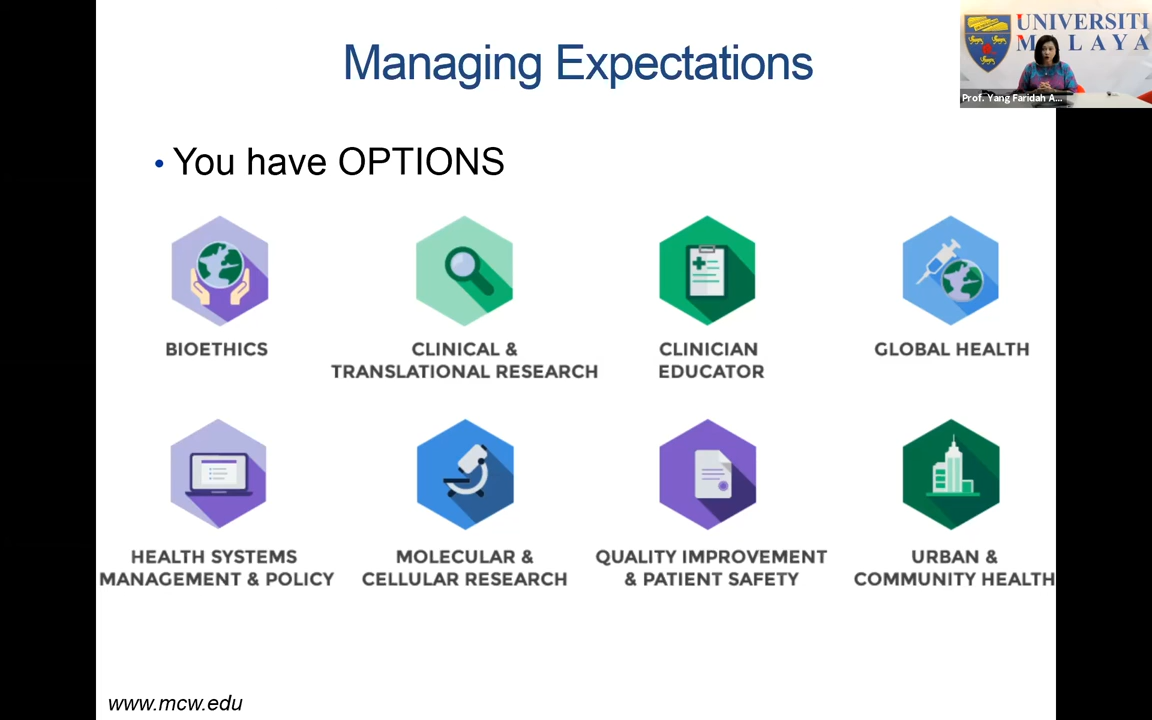 Managing Expectations
UNIVERSITI
MALAYA
Prof. Yang Faridah A...
• You have OPTIONS
BIOETHICS
CLINICAL &
TRANSLATIONAL RESEARCH
CLINICIAN
EDUCATOR
GLOBAL HEALTH
HEALTH SYSTEMS
MANAGEMENT & POLICY
MOLECULAR &
CELLULAR RESEARCH
QUALITY IMPROVEMENT
& PATIENT SAFETY
URBAN &
COMMUNITY HEALTH
www.mcw.edu